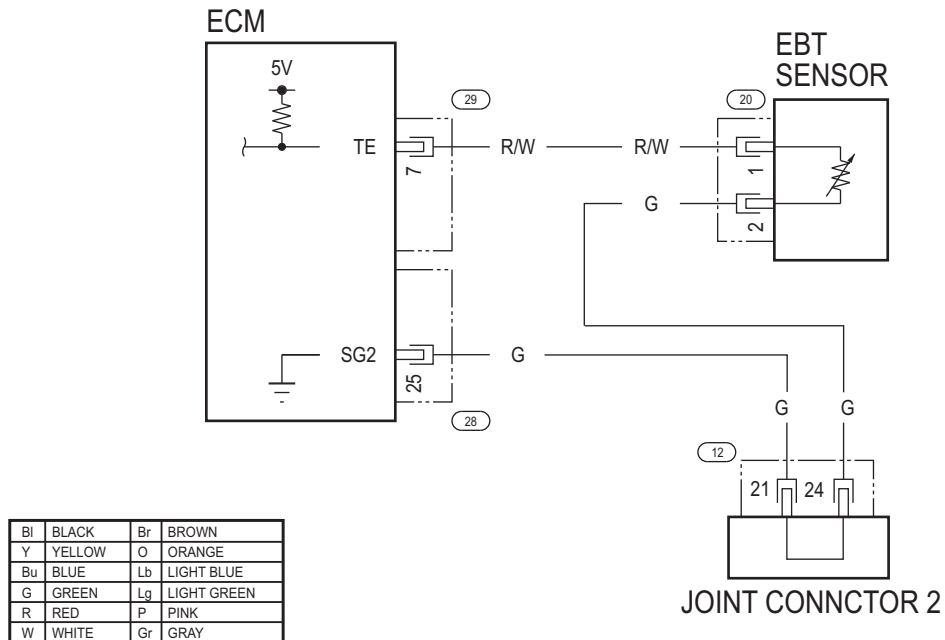 ECM
5V
TE
7
29
R/W
R/W
G
20
EBT
SENSOR
1
2
SG2
25
28
G
G
G
12
21
24
JOINT CONNCTOR 2
Bl BLACK Br BROWN
Y YELLOW O ORANGE
Bu BLUE Lb LIGHT BLUE
G GREEN Lg LIGHT GREEN
R RED P PINK
W WHITE Gr GRAY